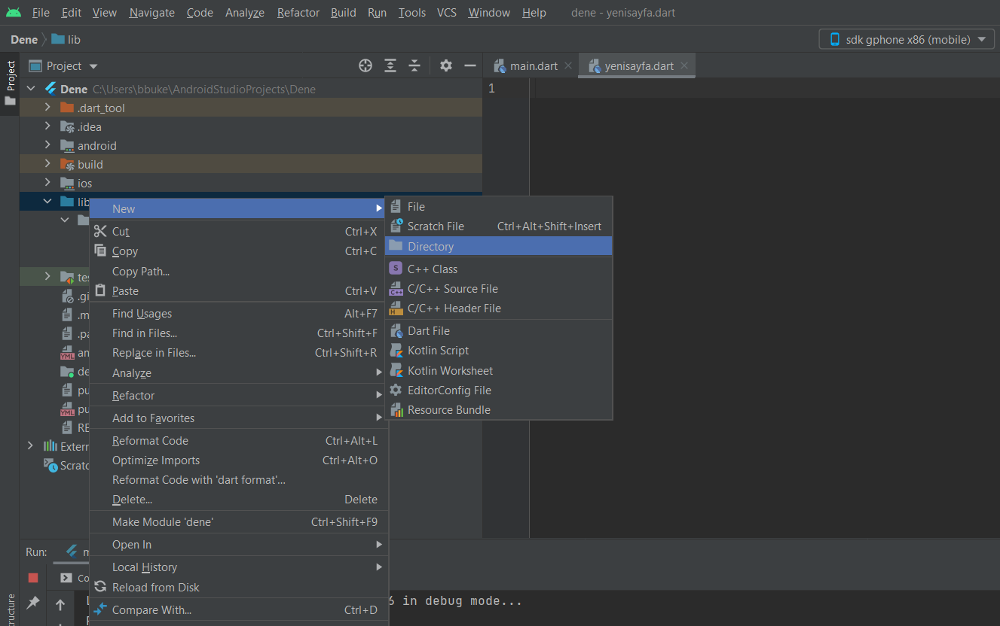 File Edit View Navigate Code Analyze Refactor Build Run Tools VCS Window Help dene - yenisayfa.dart
Dene lib sdk gphone x86 (mobile)
Project
Project main.dart yenisayfa.dart
Dene C:\Users\bbuke\AndroidStudioProjects\Dene
1
.dart_tool
.idea
android
build
ios
lib
tes
.gi
.m
.pa
an
YML
de
pu
pu
YML
RE
Extern
Scratc
New
Cut Ctrl+X
Copy Ctrl+C
Copy Path...
Paste Ctrl+V
Find Usages Alt+F7
Find in Files... Ctrl+Shift+F
Replace in Files... Ctrl+Shift+R
Analyze
Refactor
Add to Favorites
Reformat Code Ctrl+Alt+L
Optimize Imports Ctrl+Alt+O
Reformat Code with 'dart format'...
Delete... Delete
Make Module 'dene' Ctrl+Shift+F9
Open In
Local History
Reload from Disk
Compare With... Ctrl+D
File
Scratch File Ctrl+Alt+Shift+Insert
Directory
S C++ Class
C++ C/C++ Source File
H C/C++ Header File
Dart File
Kotlin Script
Kotlin Worksheet
EditorConfig File
Resource Bundle
Run: m
Co
6 in debug mode...
ructure